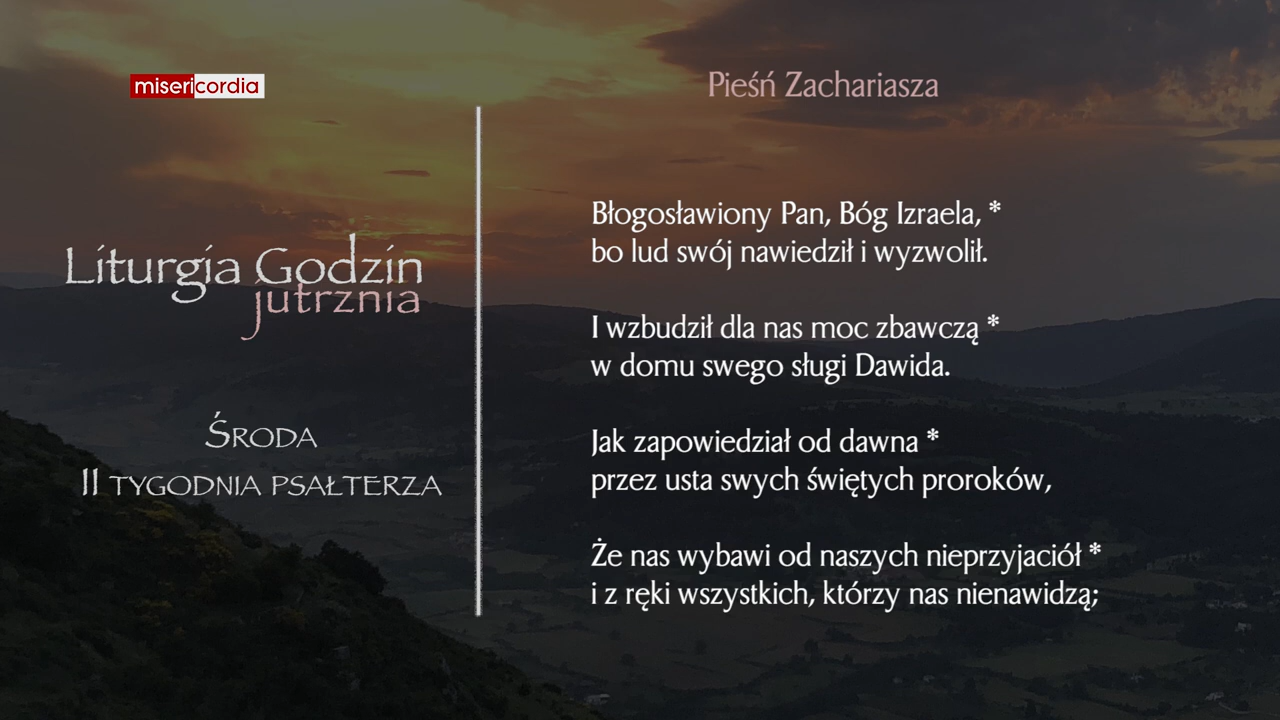 misericordia
Liturgia Godzin
jutrznia
Środa
II tygodnia psałterza
Pieśń Zachariasza
Błogosławiony Pan, Bóg Izraela, *
bo lud swój nawiedził i wyzwolił.
I wzbudził dla nas moc zbawczą *
w domu swego sługi Dawida.
Jak zapowiedział od dawna *
przez usta swych świętych proroków,
Że nas wybawi od naszych nieprzyjaciół *
i z ręki wszystkich, którzy nas nienawidzą;